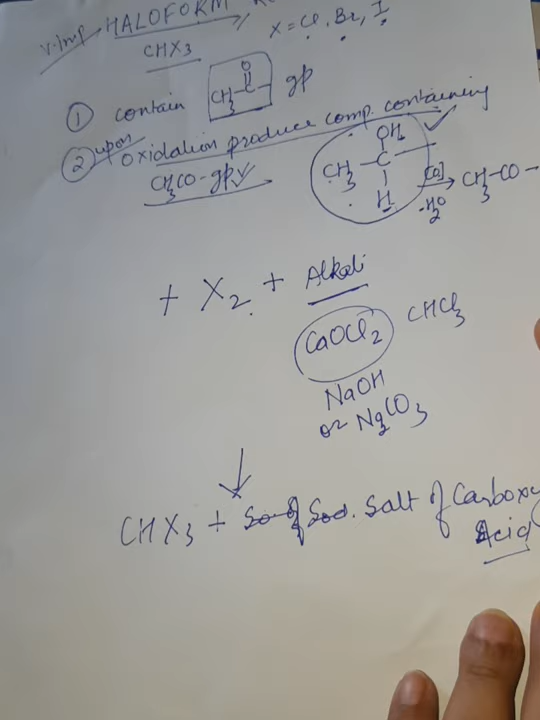 V.Imp HALOFORM
CHX3
X = Cl, Br, I
① contain CH3-C- gp
O
② upon Oxidation produce comp. containing
CH3CO-gp
OH
CH3-C-
H
[O]
-H2O
CH3-CO-
+ X2 + Alkali
CaOCl2 CHCl3
NaOH
or Na2CO3
CHX3 + Sod. Salt of Carboxy
Acid